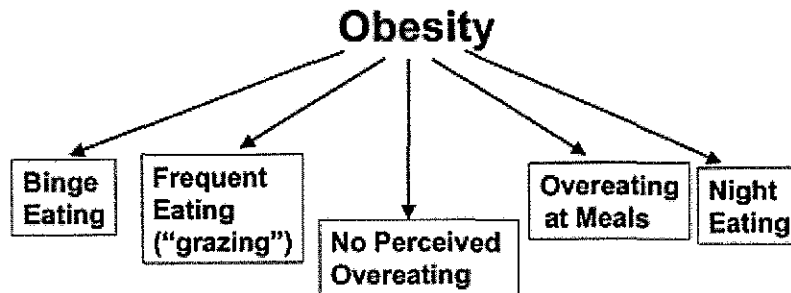 Obesity
Binge
Eating
Frequent
Eating
("grazing")
No Perceived
Overeating
Overeating
at Meals
Night
Eating